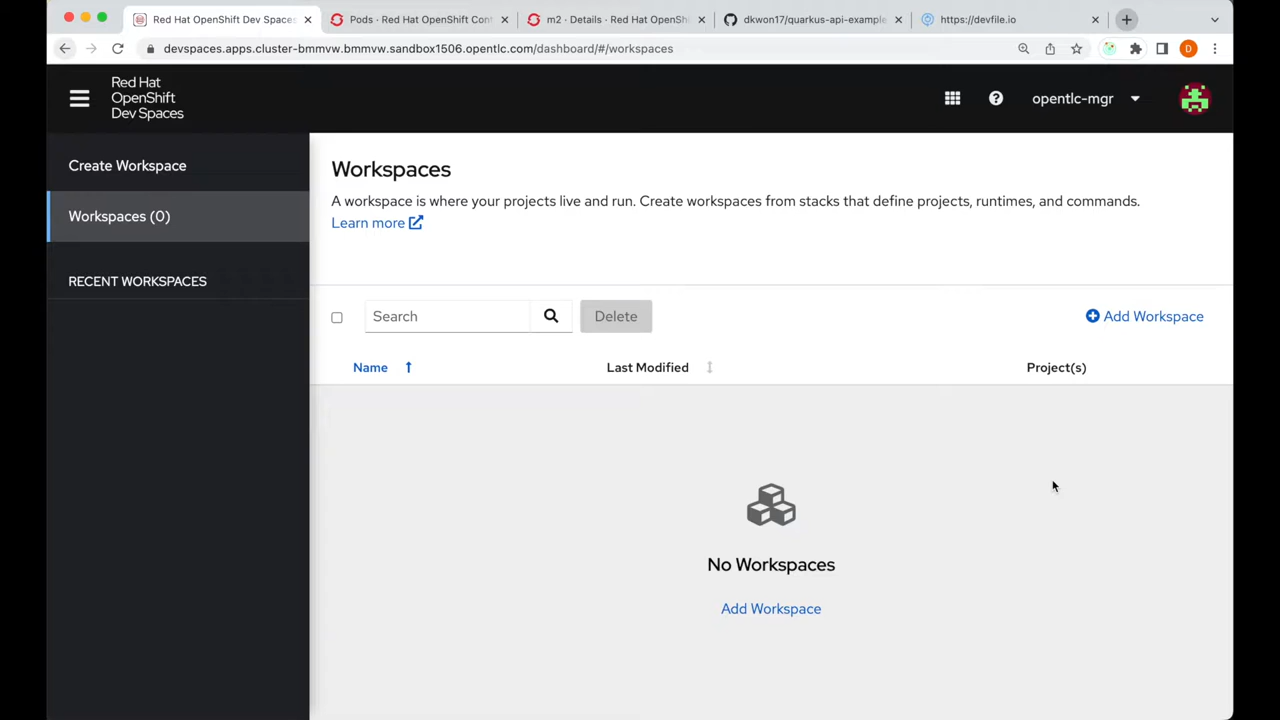 Red Hat OpenShift Dev Spaces
Pods · Red Hat OpenShift Cont
m2 · Details · Red Hat OpenShi
dkwon17/quarkus-api-example
https://devfile.io
devspaces.apps.cluster-bmmvw.bmmvw.sandbox1506.opentlc.com/dashboard/#/workspaces
D
Red Hat
OpenShift
Dev Spaces
opentlc-mgr
Create Workspace
Workspaces (0)
RECENT WORKSPACES
Workspaces
A workspace is where your projects live and run. Create workspaces from stacks that define projects, runtimes, and commands.
Learn more
Search
Delete
Add Workspace
Name
Last Modified
Project(s)
No Workspaces
Add Workspace